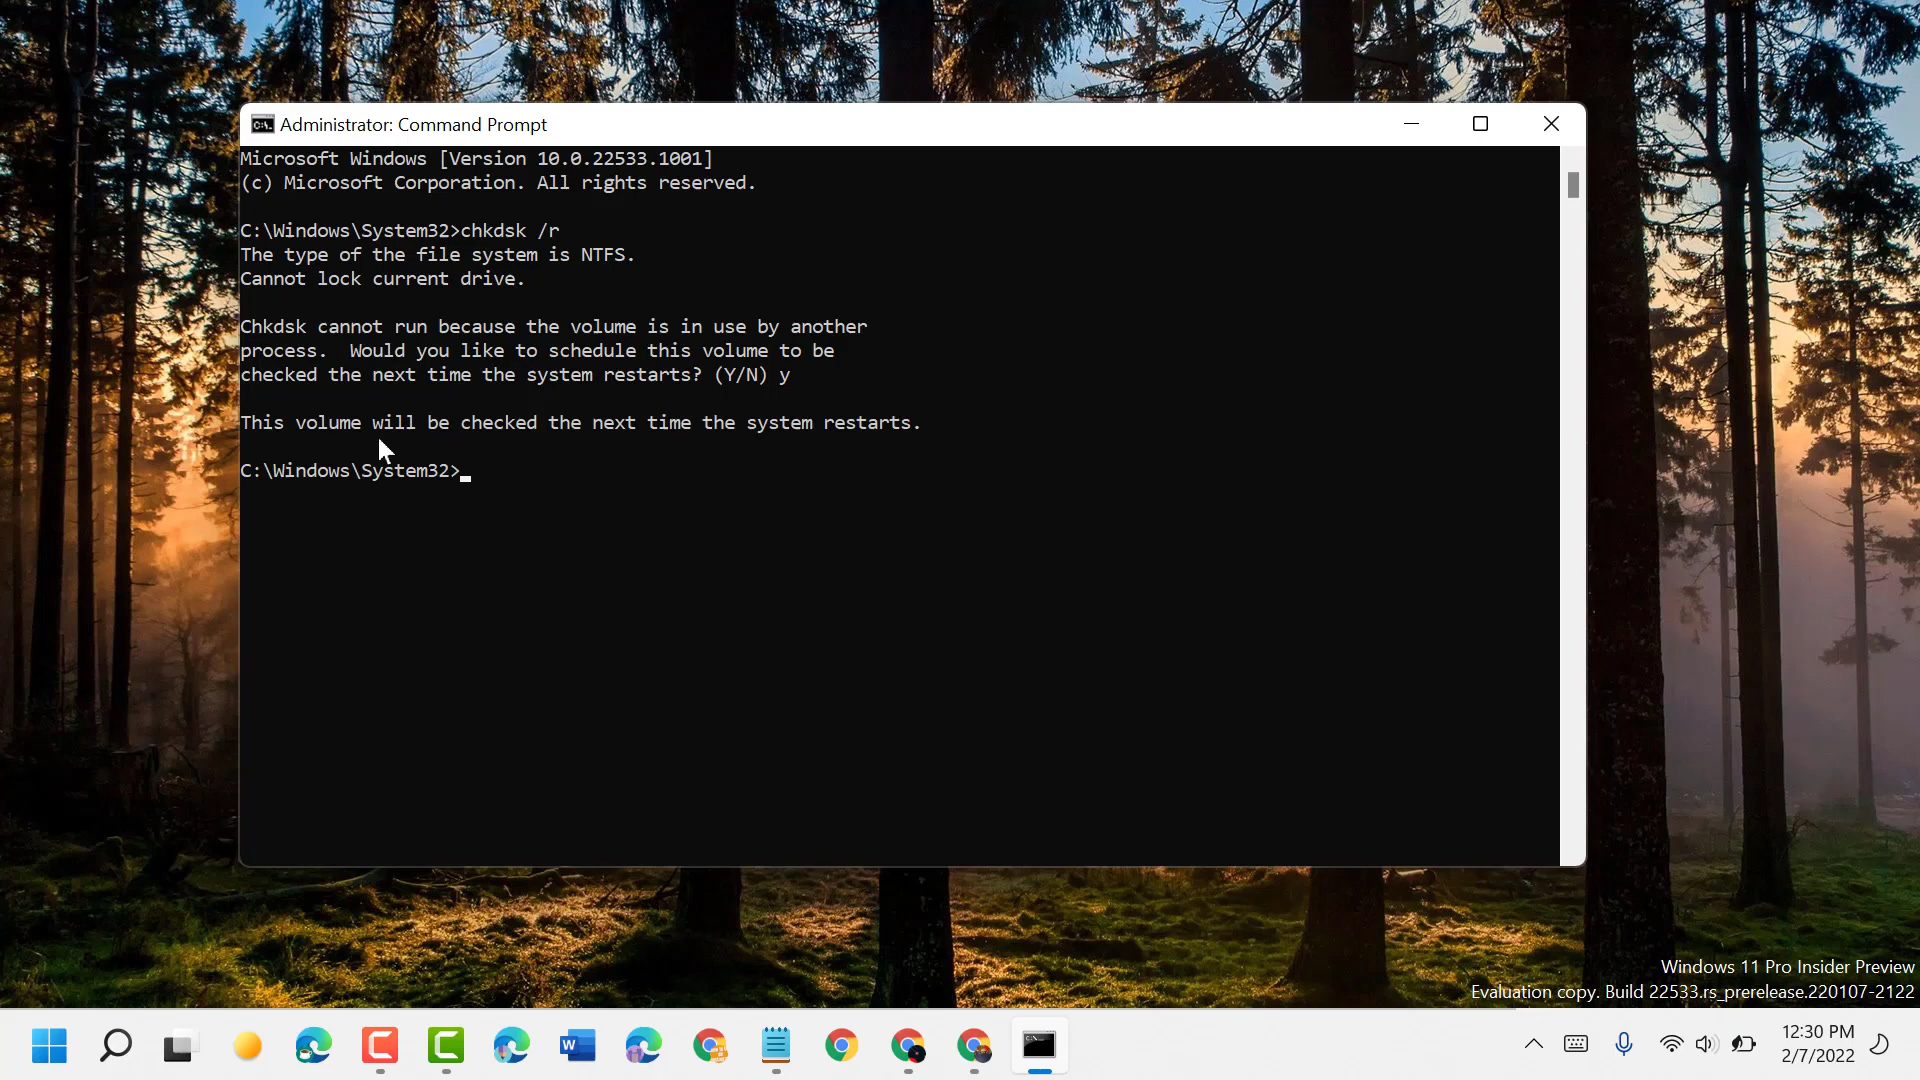 Administrator: Command Prompt
Microsoft Windows [Version 10.0.22533.1001]
(c) Microsoft Corporation. All rights reserved.
C:\Windows\System32>chkdsk /r
The type of the file system is NTFS.
Cannot lock current drive.
Chkdsk cannot run because the volume is in use by another
process.  Would you like to schedule this volume to be
checked the next time the system restarts? (Y/N) y
This volume will be checked the next time the system restarts.
C:\Windows\System32>
Windows 11 Pro Insider Preview
Evaluation copy. Build 22533.rs_prerelease.220107-2122
12:30 PM
2/7/2022